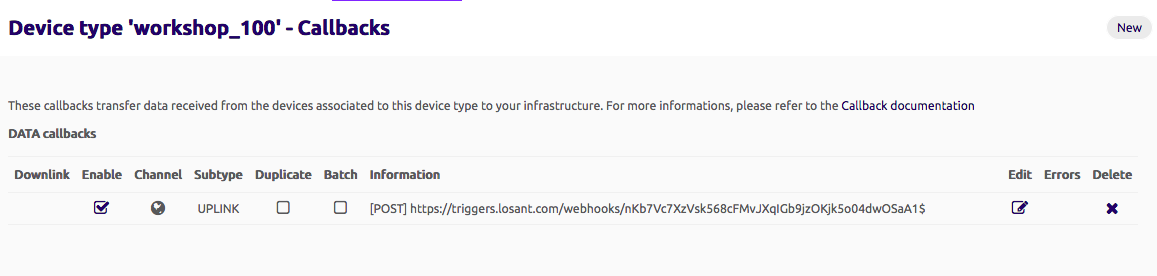 Device type 'workshop_100' - Callbacks
New
These callbacks transfer data received from the devices associated to this device type to your infrastructure. For more informations, please refer to the Callback documentation
DATA callbacks
Downlink Enable Channel Subtype Duplicate Batch Information Edit Errors Delete
UPLINK [POST] https://triggers.losant.com/webhooks/nKb7Vc7XzVsk568cFMvJXqIGb9jzOKjk5o04dwOSaA1$